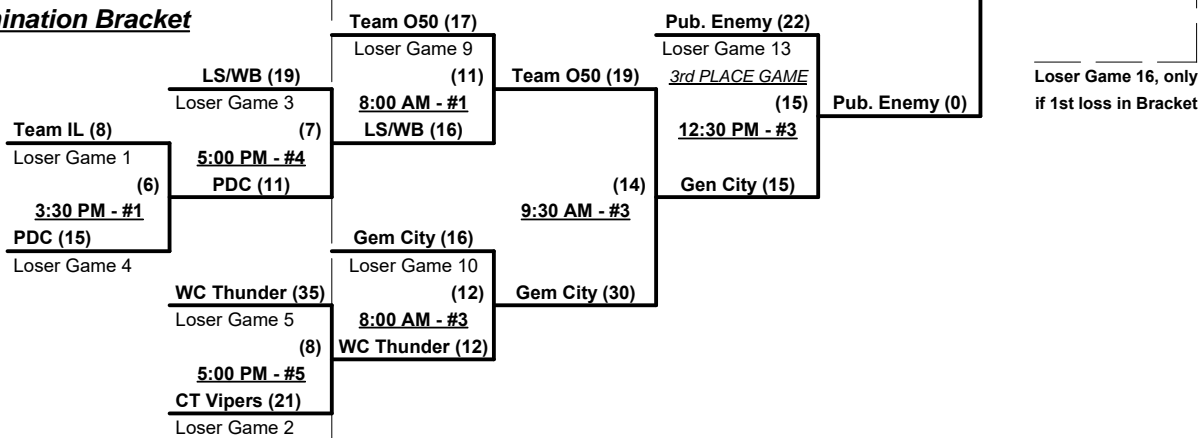 mination Bracket
Team O50 (17)
Pub. Enemy (22)
Loser Game 9
Loser Game 13
LS/WB (19)
(11)
Team O50 (19)
3rd PLACE GAME
Loser Game 16, only
Loser Game 3
8:00 AM - #1
(15)
Pub. Enemy (0)
if 1st loss in Bracket
Team IL (8)
(7)
LS/WB (16)
12:30 PM - #3
Loser Game 1
5:00 PM - #4
(6)
PDC (11)
(14)
Gen City (15)
3:30 PM - #1
9:30 AM - #3
PDC (15)
Gem City (16)
Loser Game 4
Loser Game 10
WC Thunder (35)
(12)
Gem City (30)
Loser Game 5
8:00 AM - #3
(8)
WC Thunder (12)
5:00 PM - #5
CT Vipers (21)
Loser Game 2